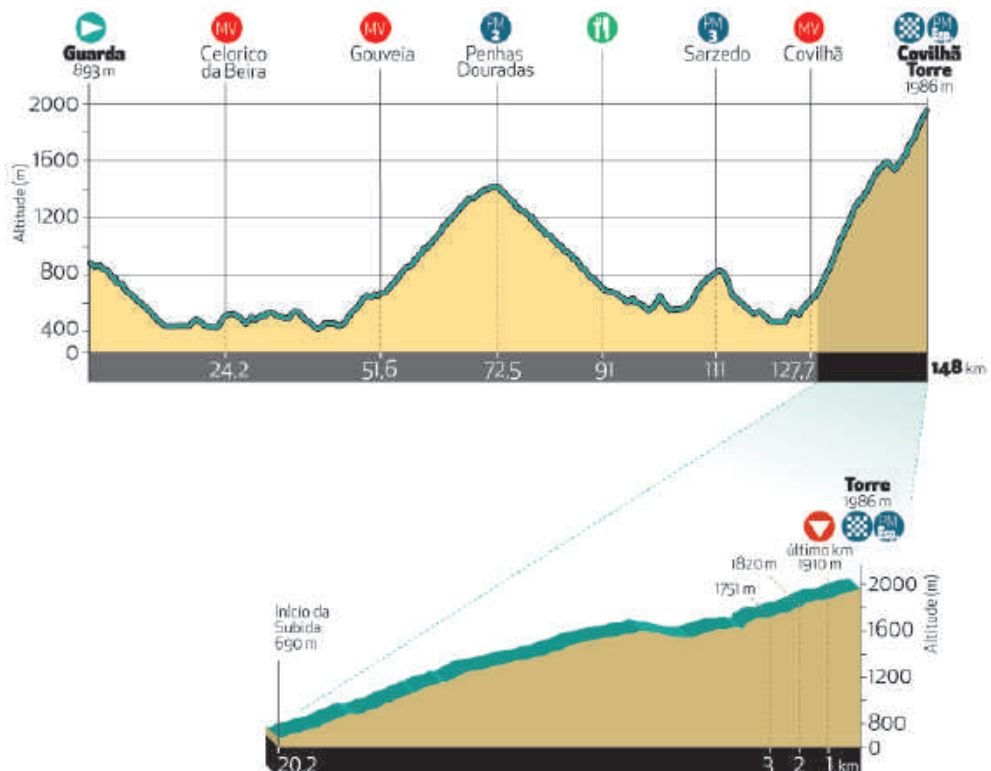 MV
MV
PM
2
PM
3
MV
PM
Esp.
Guarda
893 m
Celorico
da Beira
Gouveia
Penhas
Douradas
Sarzedo
Covilhã
Covilhã
Torre
1986 m
2000
1600
1200
800
400
0
Altitude (m)
24,2
51,6
72,5
91
111
127,7
148 km
Torre
1986 m
PM
Esp.
último km
1910 m
1820 m
1751 m
Início da
Subida
690 m
2000
1600
1200
800
0
Altitude (m)
20,2
3
2
1 km